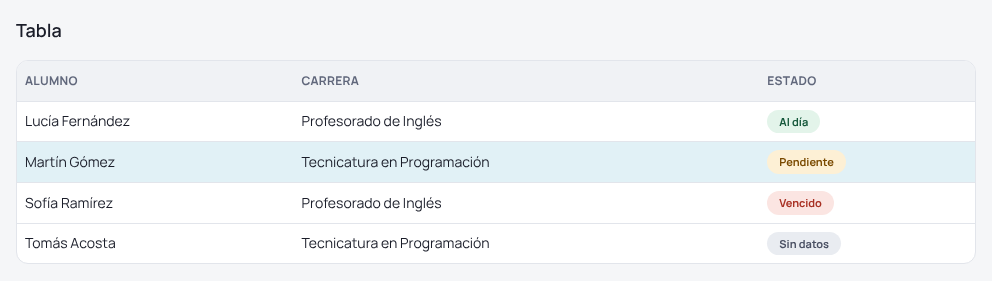 Tabla
ALUMNO CARRERA ESTADO
Lucía Fernández Profesorado de Inglés Al día
Martín Gómez Tecnicatura en Programación Pendiente
Sofía Ramírez Profesorado de Inglés Vencido
Tomás Acosta Tecnicatura en Programación Sin datos